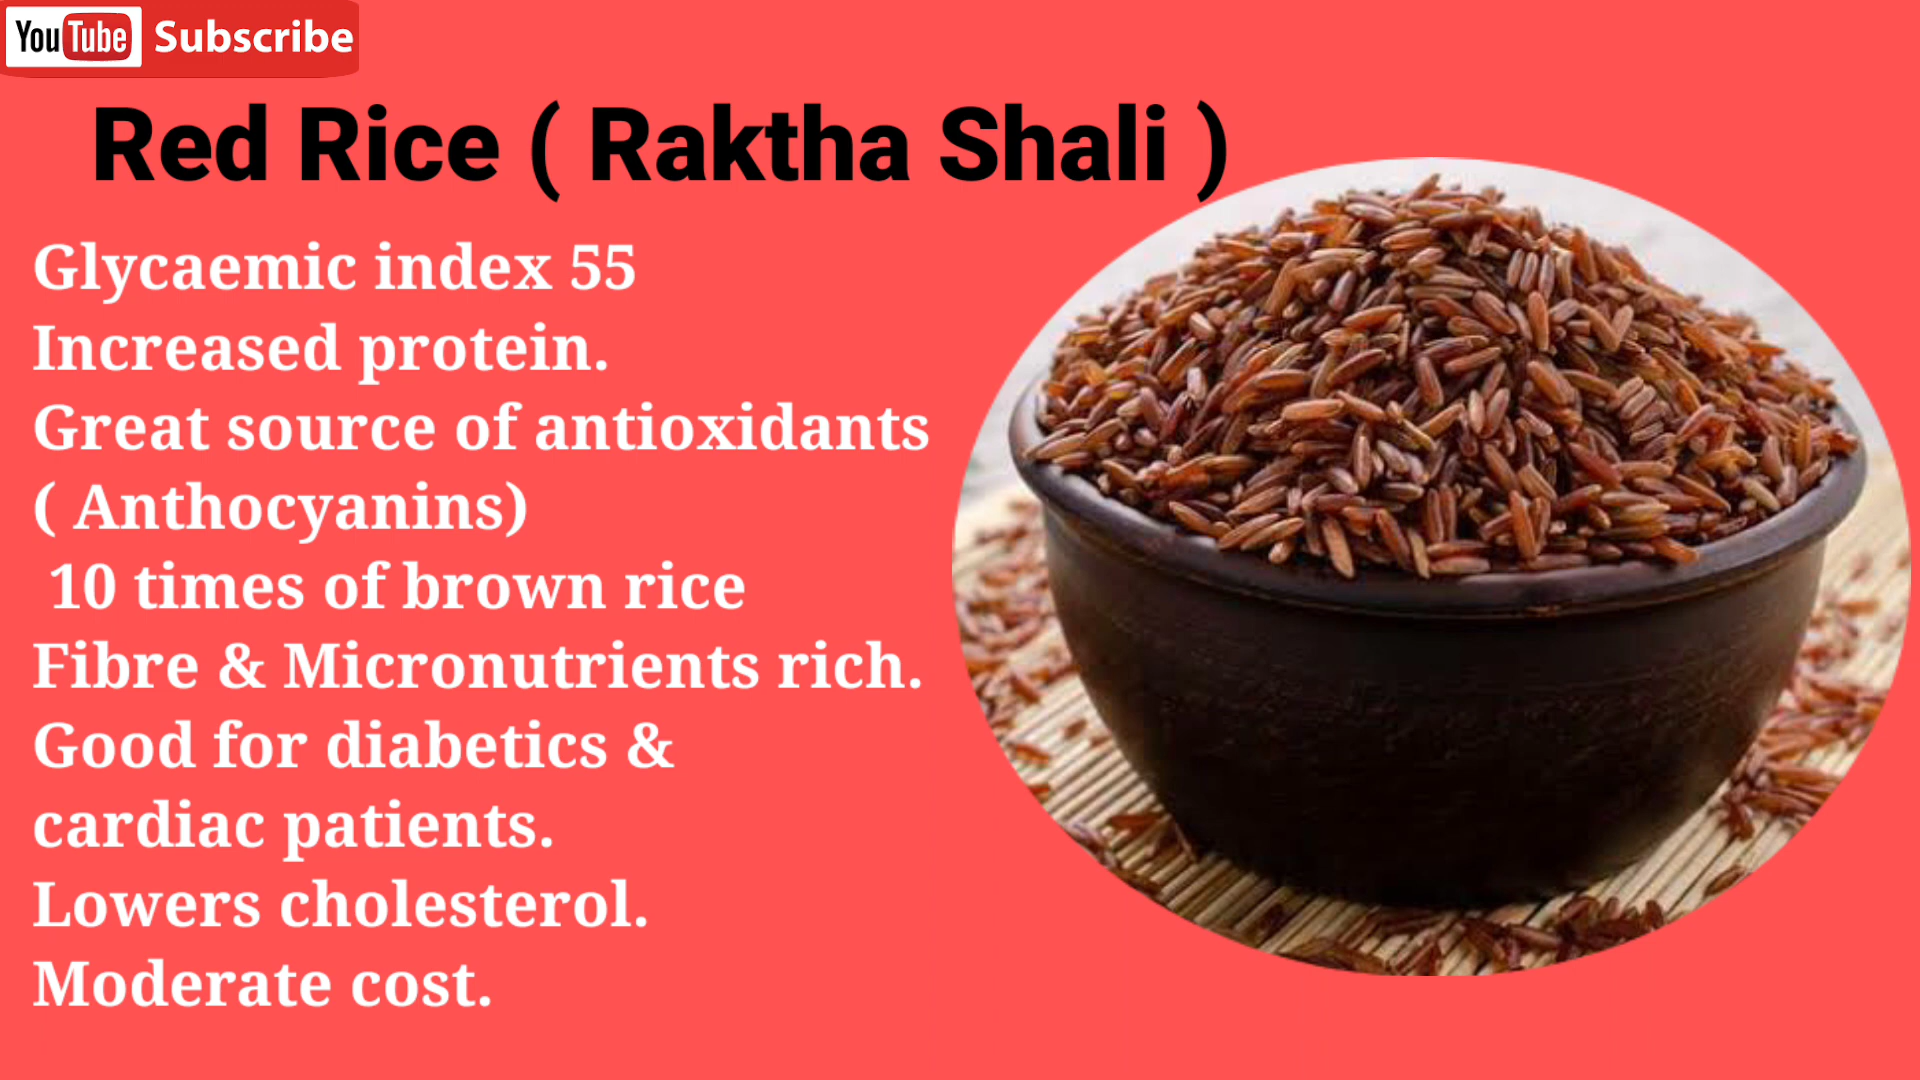 YouTube Subscribe
Red Rice ( Raktha Shali )
Glycaemic index 55
Increased protein.
Great source of antioxidants
( Anthocyanins)
10 times of brown rice
Fibre & Micronutrients rich.
Good for diabetics &
cardiac patients.
Lowers cholesterol.
Moderate cost.